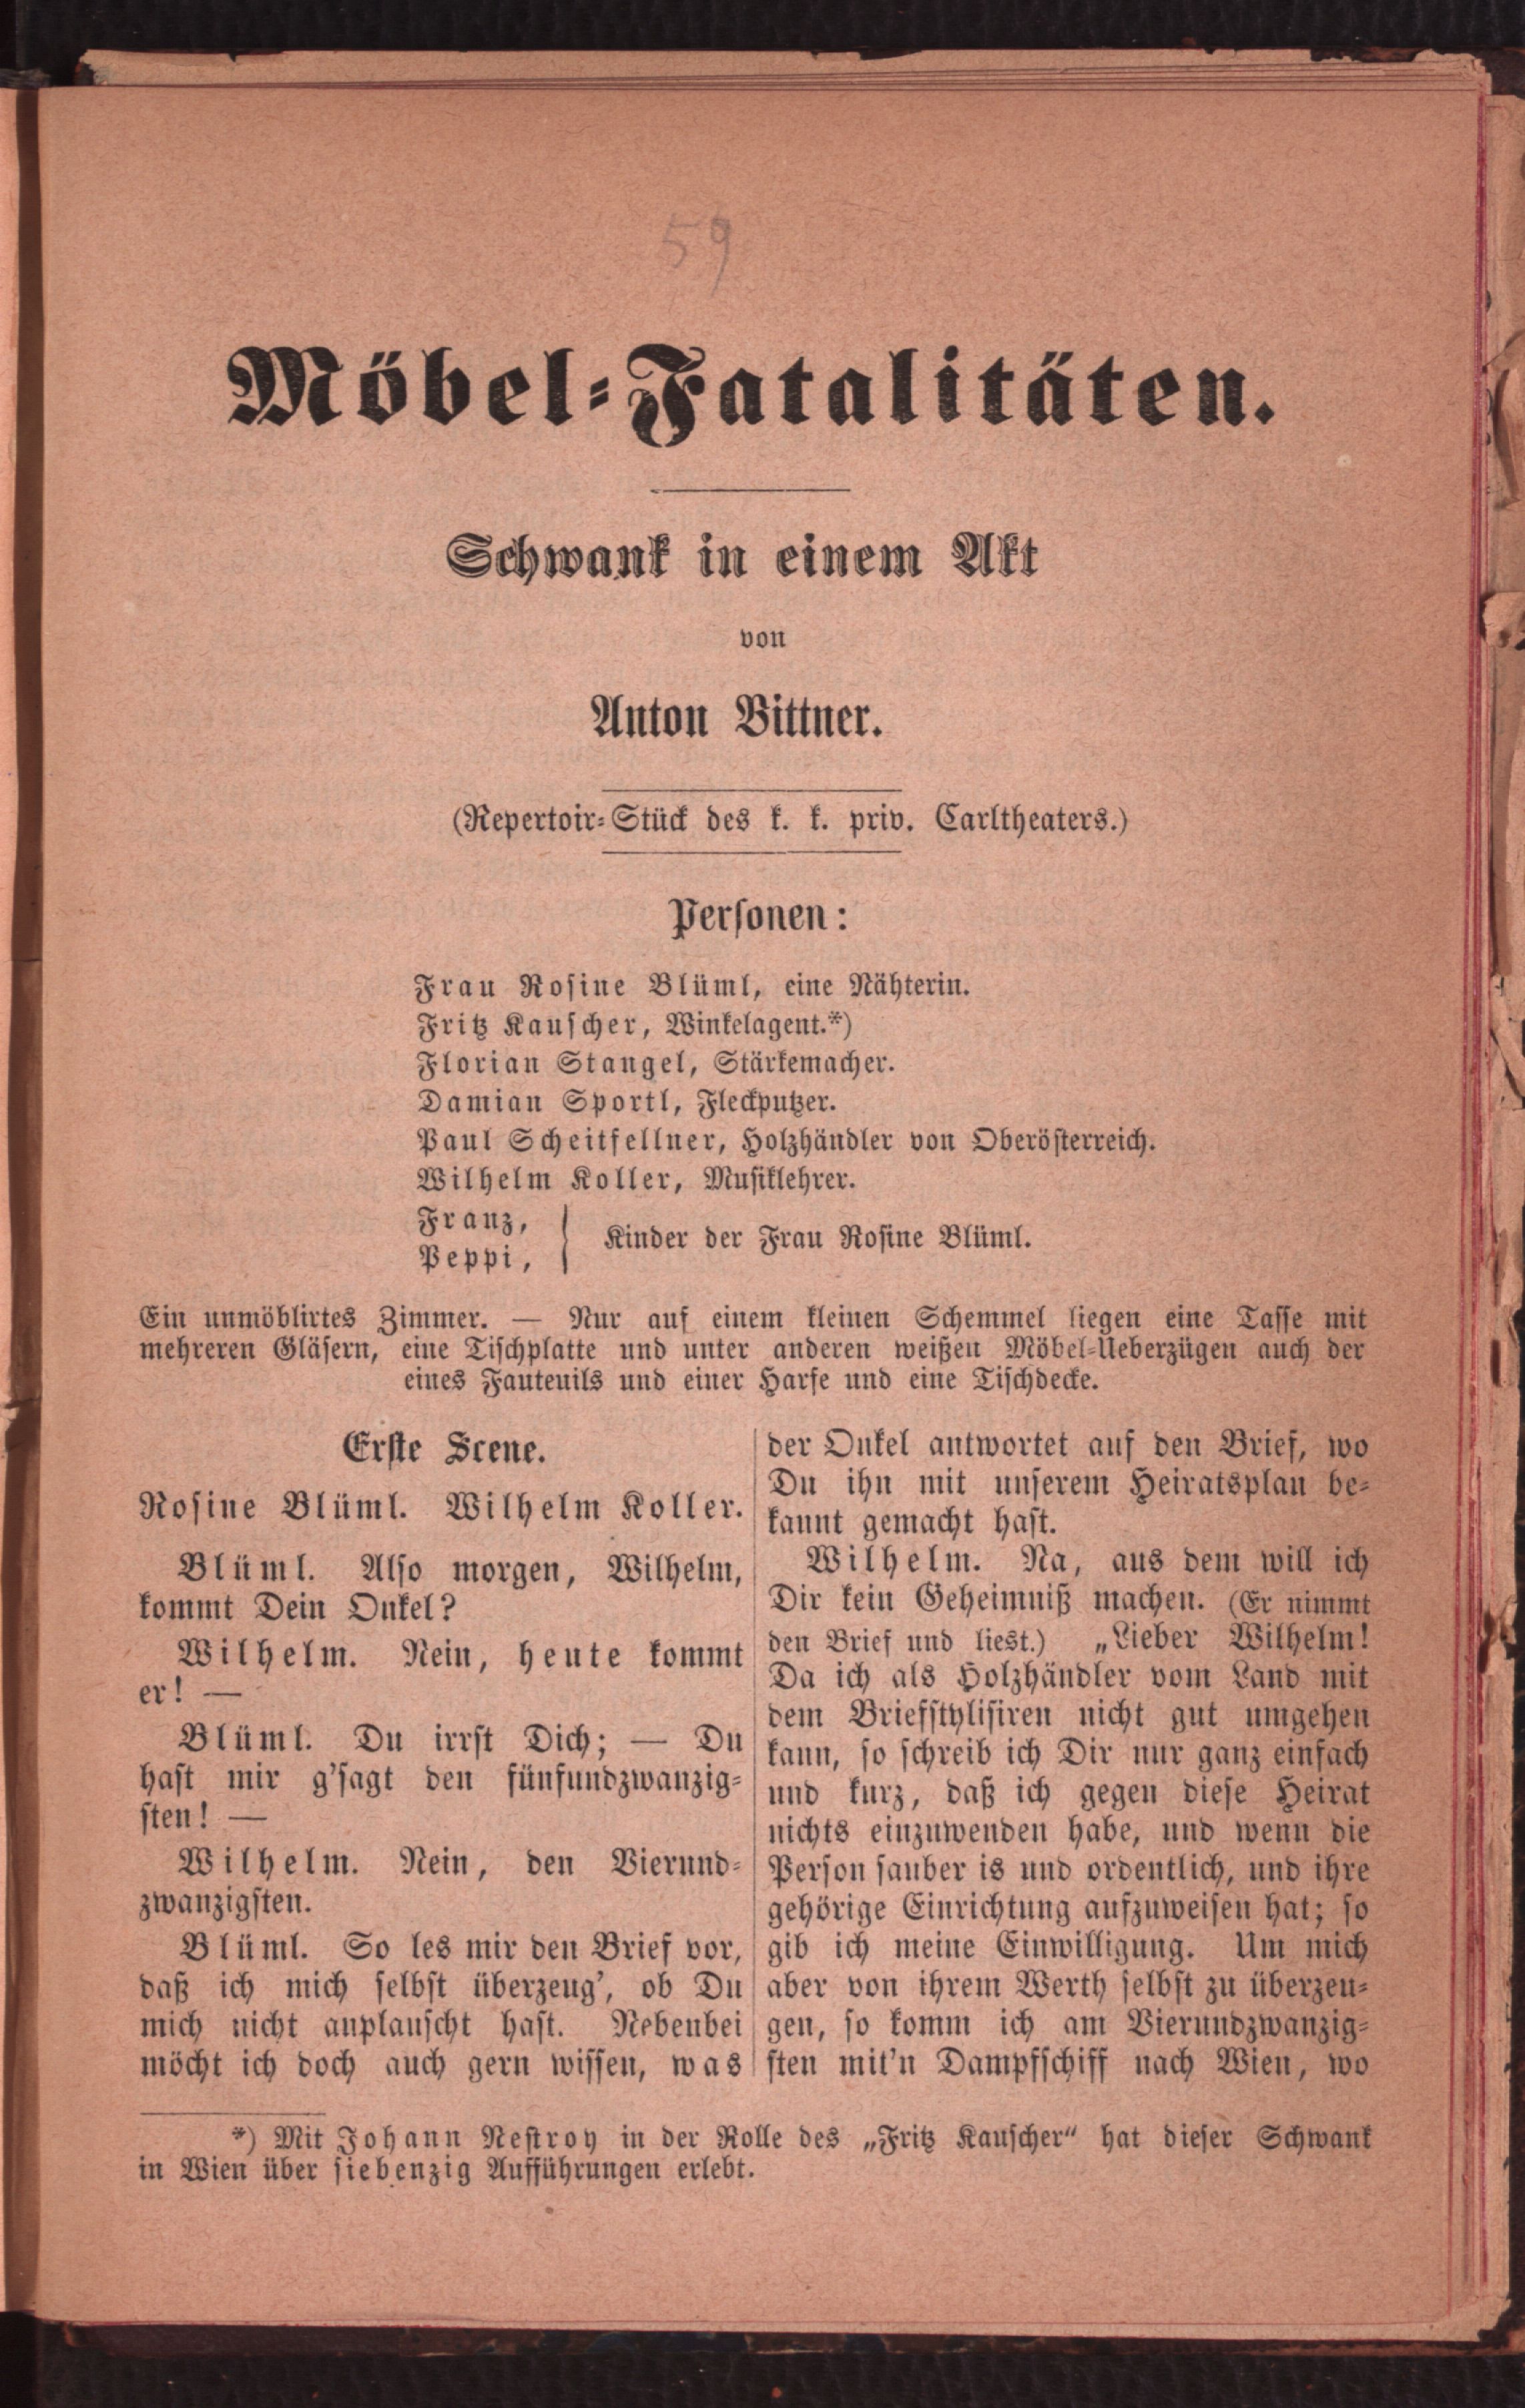 59
Möbel-Fatalitäten.
Schwank in einem Akt
von
Anton Bittner.
(Repertoir-Stück des k. k. priv. Carltheaters.)
Personen:
Frau Rosine Blüml, eine Nähterin.
Fritz Kauscher, Winkelagent.*)
Florian Stangel, Stärkemacher.
Damian Sportl, Fleckputzer.
Paul Scheitfellner, Holzhändler von Oberösterreich.
Wilhelm Koller, Musiklehrer.
Franz,
Peppi,
Kinder der Frau Rosine Blüml.
Ein unmöblirtes Zimmer. — Nur auf einem kleinen Schemmel liegen eine Tasse mit
mehreren Gläsern, eine Tischplatte und unter anderen weißen Möbel-Ueberzügen auch der
eines Fauteuils und einer Harfe und eine Tischdecke.
Erste Scene.
Rosine Blüml. Wilhelm Koller.
Blüml. Also morgen, Wilhelm,
kommt Dein Onkel?
Wilhelm. Nein, heute kommt
er! —
Blüml. Du irrst Dich; — Du
hast mir g'sagt den fünfundzwanzig-
sten! —
Wilhelm. Nein, den Vierund-
zwanzigsten.
Blüml. So les mir den Brief vor,
daß ich mich selbst überzeug', ob Du
mich nicht anplauscht hast. Nebenbei
möcht ich doch auch gern wissen, was
der Onkel antwortet auf den Brief, wo
Du ihn mit unserem Heiratsplan be-
kannt gemacht hast.
Wilhelm. Na, aus dem will ich
Dir kein Geheimniß machen. (Er nimmt
den Brief und liest.) „Lieber Wilhelm!
Da ich als Holzhändler vom Land mit
dem Briefstylisiren nicht gut umgehen
kann, so schreib ich Dir nur ganz einfach
und kurz, daß ich gegen diese Heirat
nichts einzuwenden habe, und wenn die
Person sauber is und ordentlich, und ihre
gehörige Einrichtung aufzuweisen hat; so
gib ich meine Einwilligung. Um mich
aber von ihrem Werth selbst zu überzeu-
gen, so komm ich am Vierundzwanzig-
sten mit'n Dampfschiff nach Wien, wo
*) Mit Johann Nestroy in der Rolle des „Fritz Kauscher“ hat dieser Schwank
in Wien über siebenzig Aufführungen erlebt.